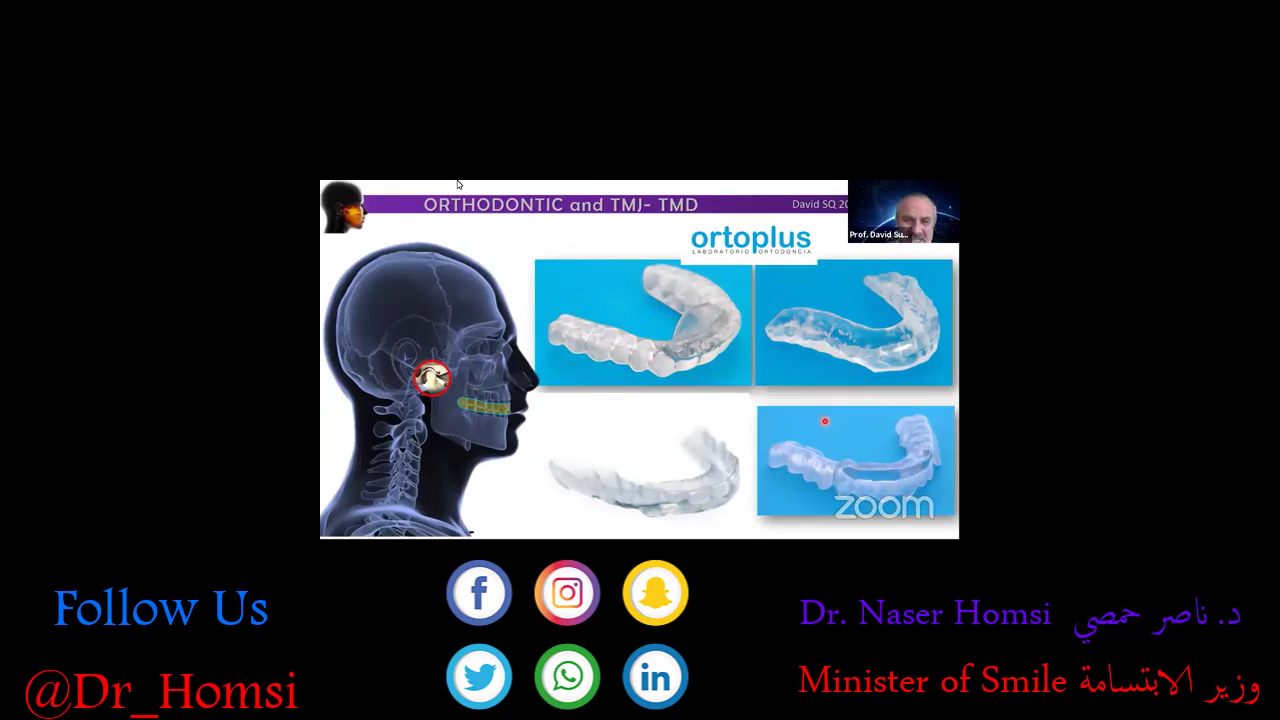 ORTHODONTIC and TMJ- TMD
David SQ 20
Prof. David Su...
ortoplus
LABORATORIO ORTODONCIA
zoom
Follow Us
@Dr_Homsi
Dr. Naser Homsi د. ناصر حمصي
Minister of Smile وزير الابتسامة